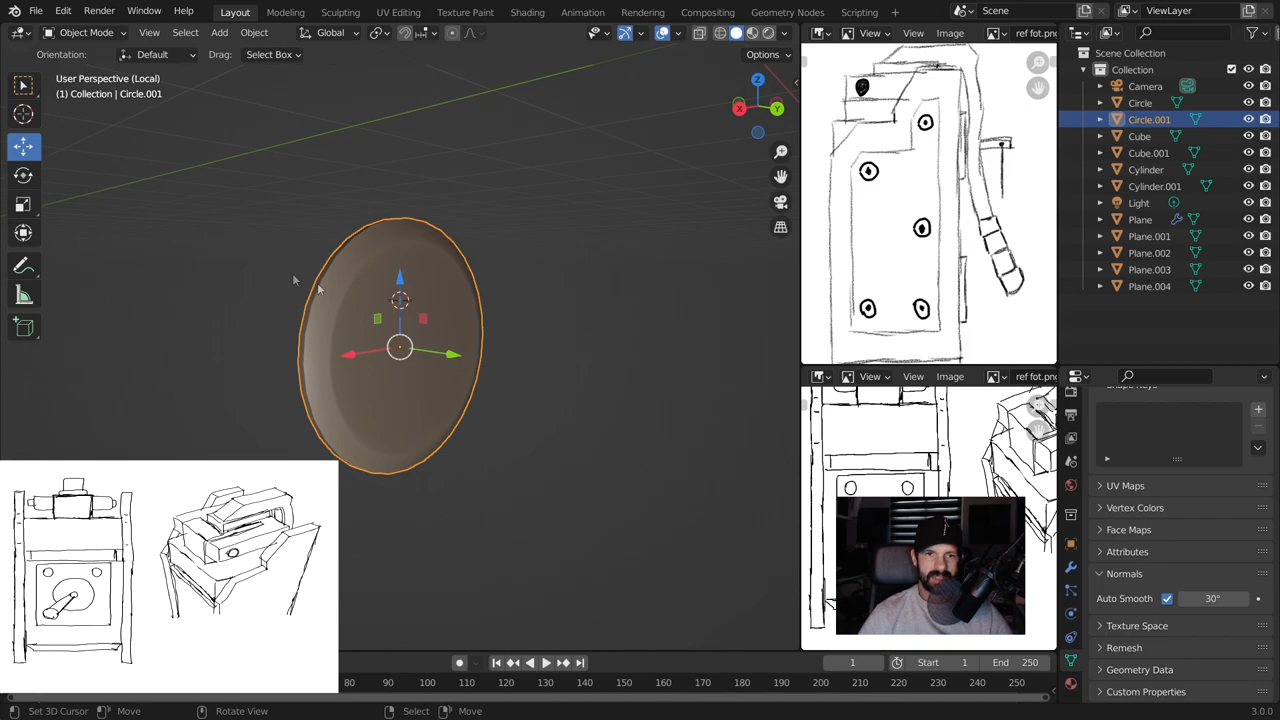 File Edit Render Window Help Layout Modeling Sculpting UV Editing Texture Paint Shading Animation Rendering Compositing Geometry Nodes Scripting Scene ViewLayer
Object Mode View Select Add Object Global
Orientation: Default Drag: Select Box Options
User Perspective (Local)
(1) Collection | Circle.001
Z
Y
X
View Image ref fot.png
View Image ref fot.png
Scene Collection
Collection
Camera
Circle
Circle.001
Cube
Cube.001
Cylinder
Cylinder.001
Light
Plane
Plane.001
Plane.002
Plane.003
Plane.004
Shape Keys
UV Maps
Vertex Colors
Face Maps
Attributes
Normals
Auto Smooth 30°
Texture Space
Remesh
Geometry Data
Custom Properties
1 Start 1 End 250
80 90 100 110 120 130 140 150 160 170 180 190 200 210 220 230 240 250
Set 3D Cursor Move Rotate View Select Move 3.0.0